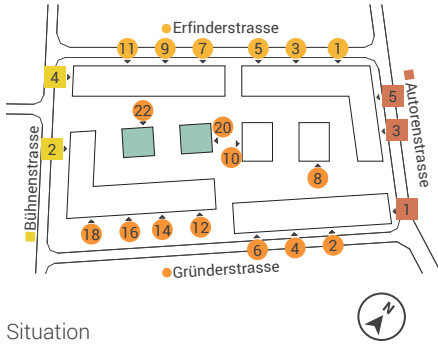 Erfinderstrasse
11 9 7 5 3 1
4
5
Autorenstrasse
22
20
3
2
10
8
Bühnenstrasse
1
18 16 14 12
6 4 2
Gründerstrasse
N
Situation